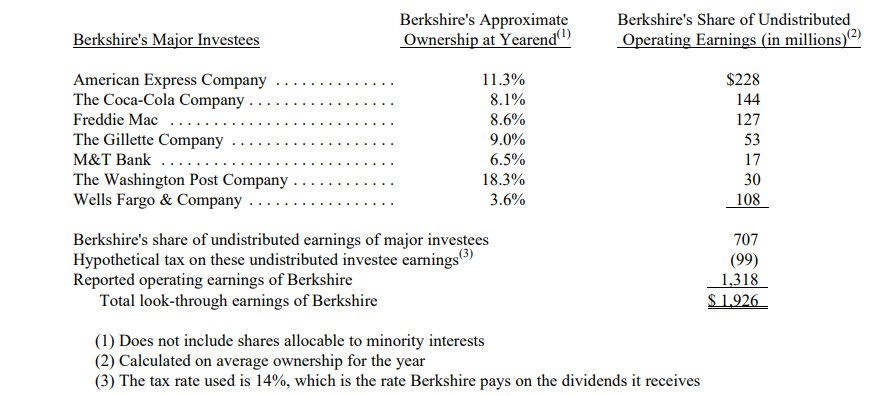 Berkshire's Approximate Berkshire's Share of Undistributed
Berkshire's Major Investees Ownership at Yearend(1) Operating Earnings (in millions)(2)
American Express Company . . . . . . . . . . . . . . 11.3% $228
The Coca-Cola Company . . . . . . . . . . . . . . . . . 8.1% 144
Freddie Mac . . . . . . . . . . . . . . . . . . . . . . . . . . 8.6% 127
The Gillette Company . . . . . . . . . . . . . . . . . . . 9.0% 53
M&T Bank . . . . . . . . . . . . . . . . . . . . . . . . . . . 6.5% 17
The Washington Post Company . . . . . . . . . . . . 18.3% 30
Wells Fargo & Company . . . . . . . . . . . . . . . . . 3.6% 108
Berkshire's share of undistributed earnings of major investees 707
Hypothetical tax on these undistributed investee earnings(3) (99)
Reported operating earnings of Berkshire 1,318
Total look-through earnings of Berkshire $ 1,926
(1) Does not include shares allocable to minority interests
(2) Calculated on average ownership for the year
(3) The tax rate used is 14%, which is the rate Berkshire pays on the dividends it receives